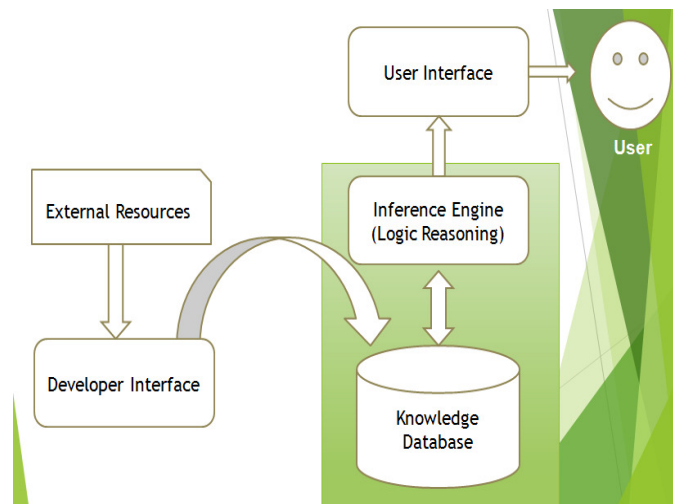 User Interface
User
External Resources
Inference Engine
(Logic Reasoning)
Developer Interface
Knowledge
Database